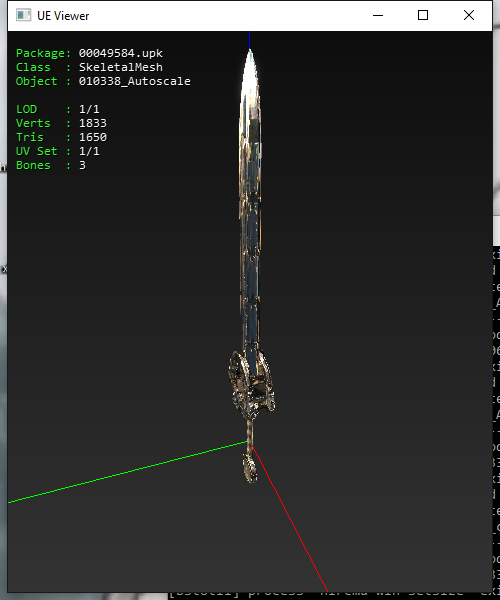 UE Viewer
Package: 00049584.upk
Class : SkeletalMesh
Object : 010338_Autoscale
LOD : 1/1
Verts : 1833
Tris : 1650
UV Set : 1/1
Bones : 3